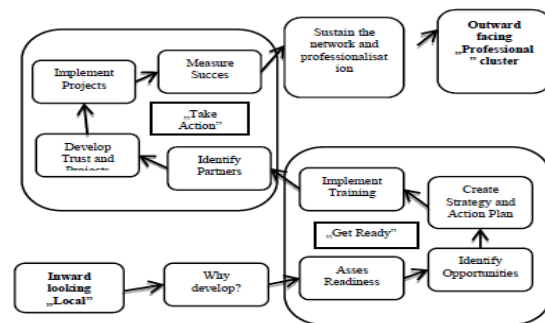 Implement
Projects
Measure
Succes
„Take
Action”
Develop
Trust and
Projects
Identify
Partners
Sustain the
network and
professionalisat
ion
Outward
facing
„Professional
” cluster
Implement
Training
Create
Strategy and
Action Plan
„Get Ready”
Asses
Readiness
Identify
Opportunities
Inward
looking
„Local”
Why
develop?